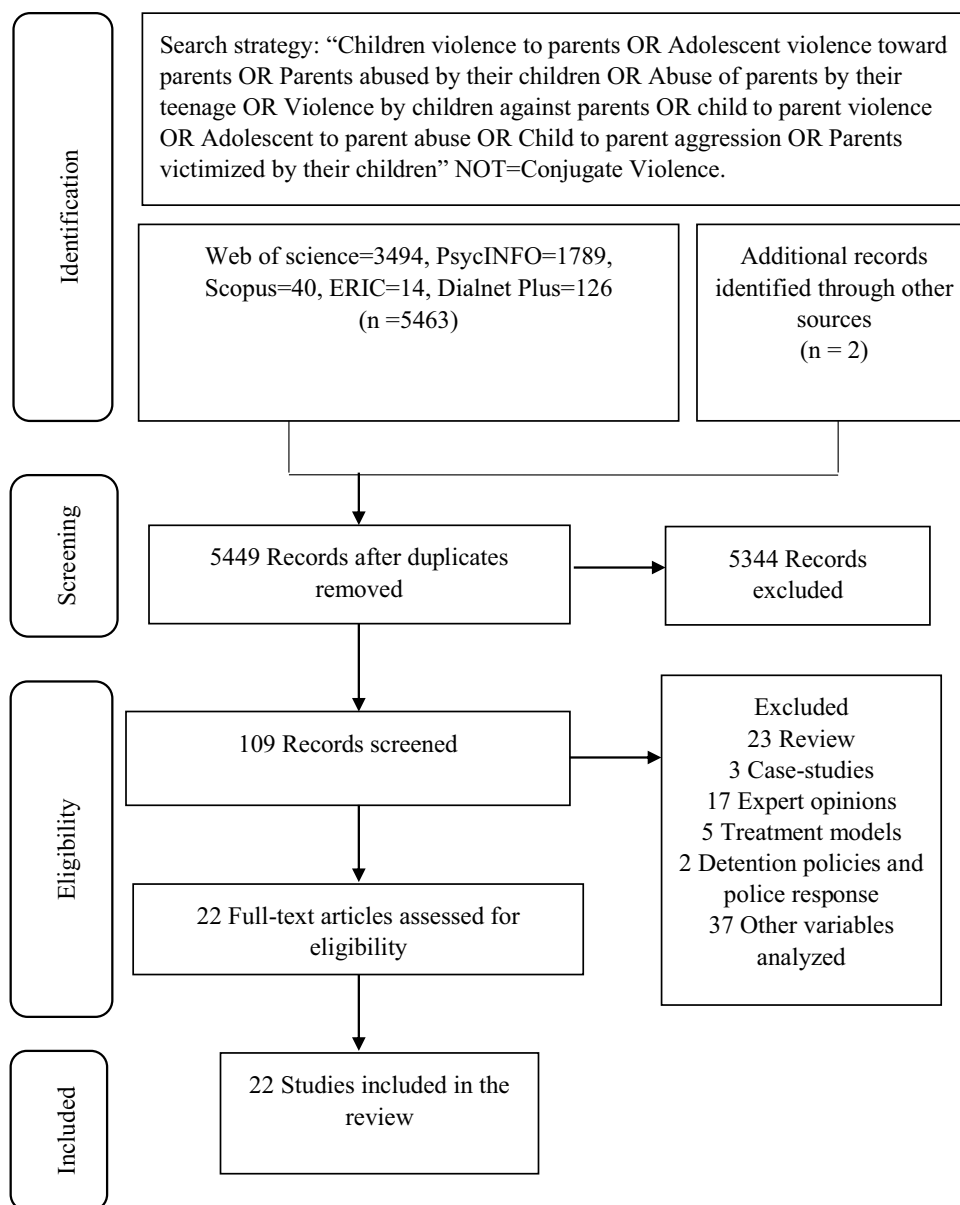 Identification
Search strategy: “Children violence to parents OR Adolescent violence toward
parents OR Parents abused by their children OR Abuse of parents by their
teenage OR Violence by children against parents OR child to parent violence
OR Adolescent to parent abuse OR Child to parent aggression OR Parents
victimized by their children” NOT=Conjugate Violence.
Web of science=3494, PsycINFO=1789,
Scopus=40, ERIC=14, Dialnet Plus=126
(n =5463)
Additional records
identified through other
sources
(n = 2)
Screening
5449 Records after duplicates
removed
5344 Records
excluded
Eligibility
109 Records screened
Excluded
23 Review
3 Case-studies
17 Expert opinions
5 Treatment models
2 Detention policies and
police response
37 Other variables
analyzed
22 Full-text articles assessed for
eligibility
Included
22 Studies included in the
review